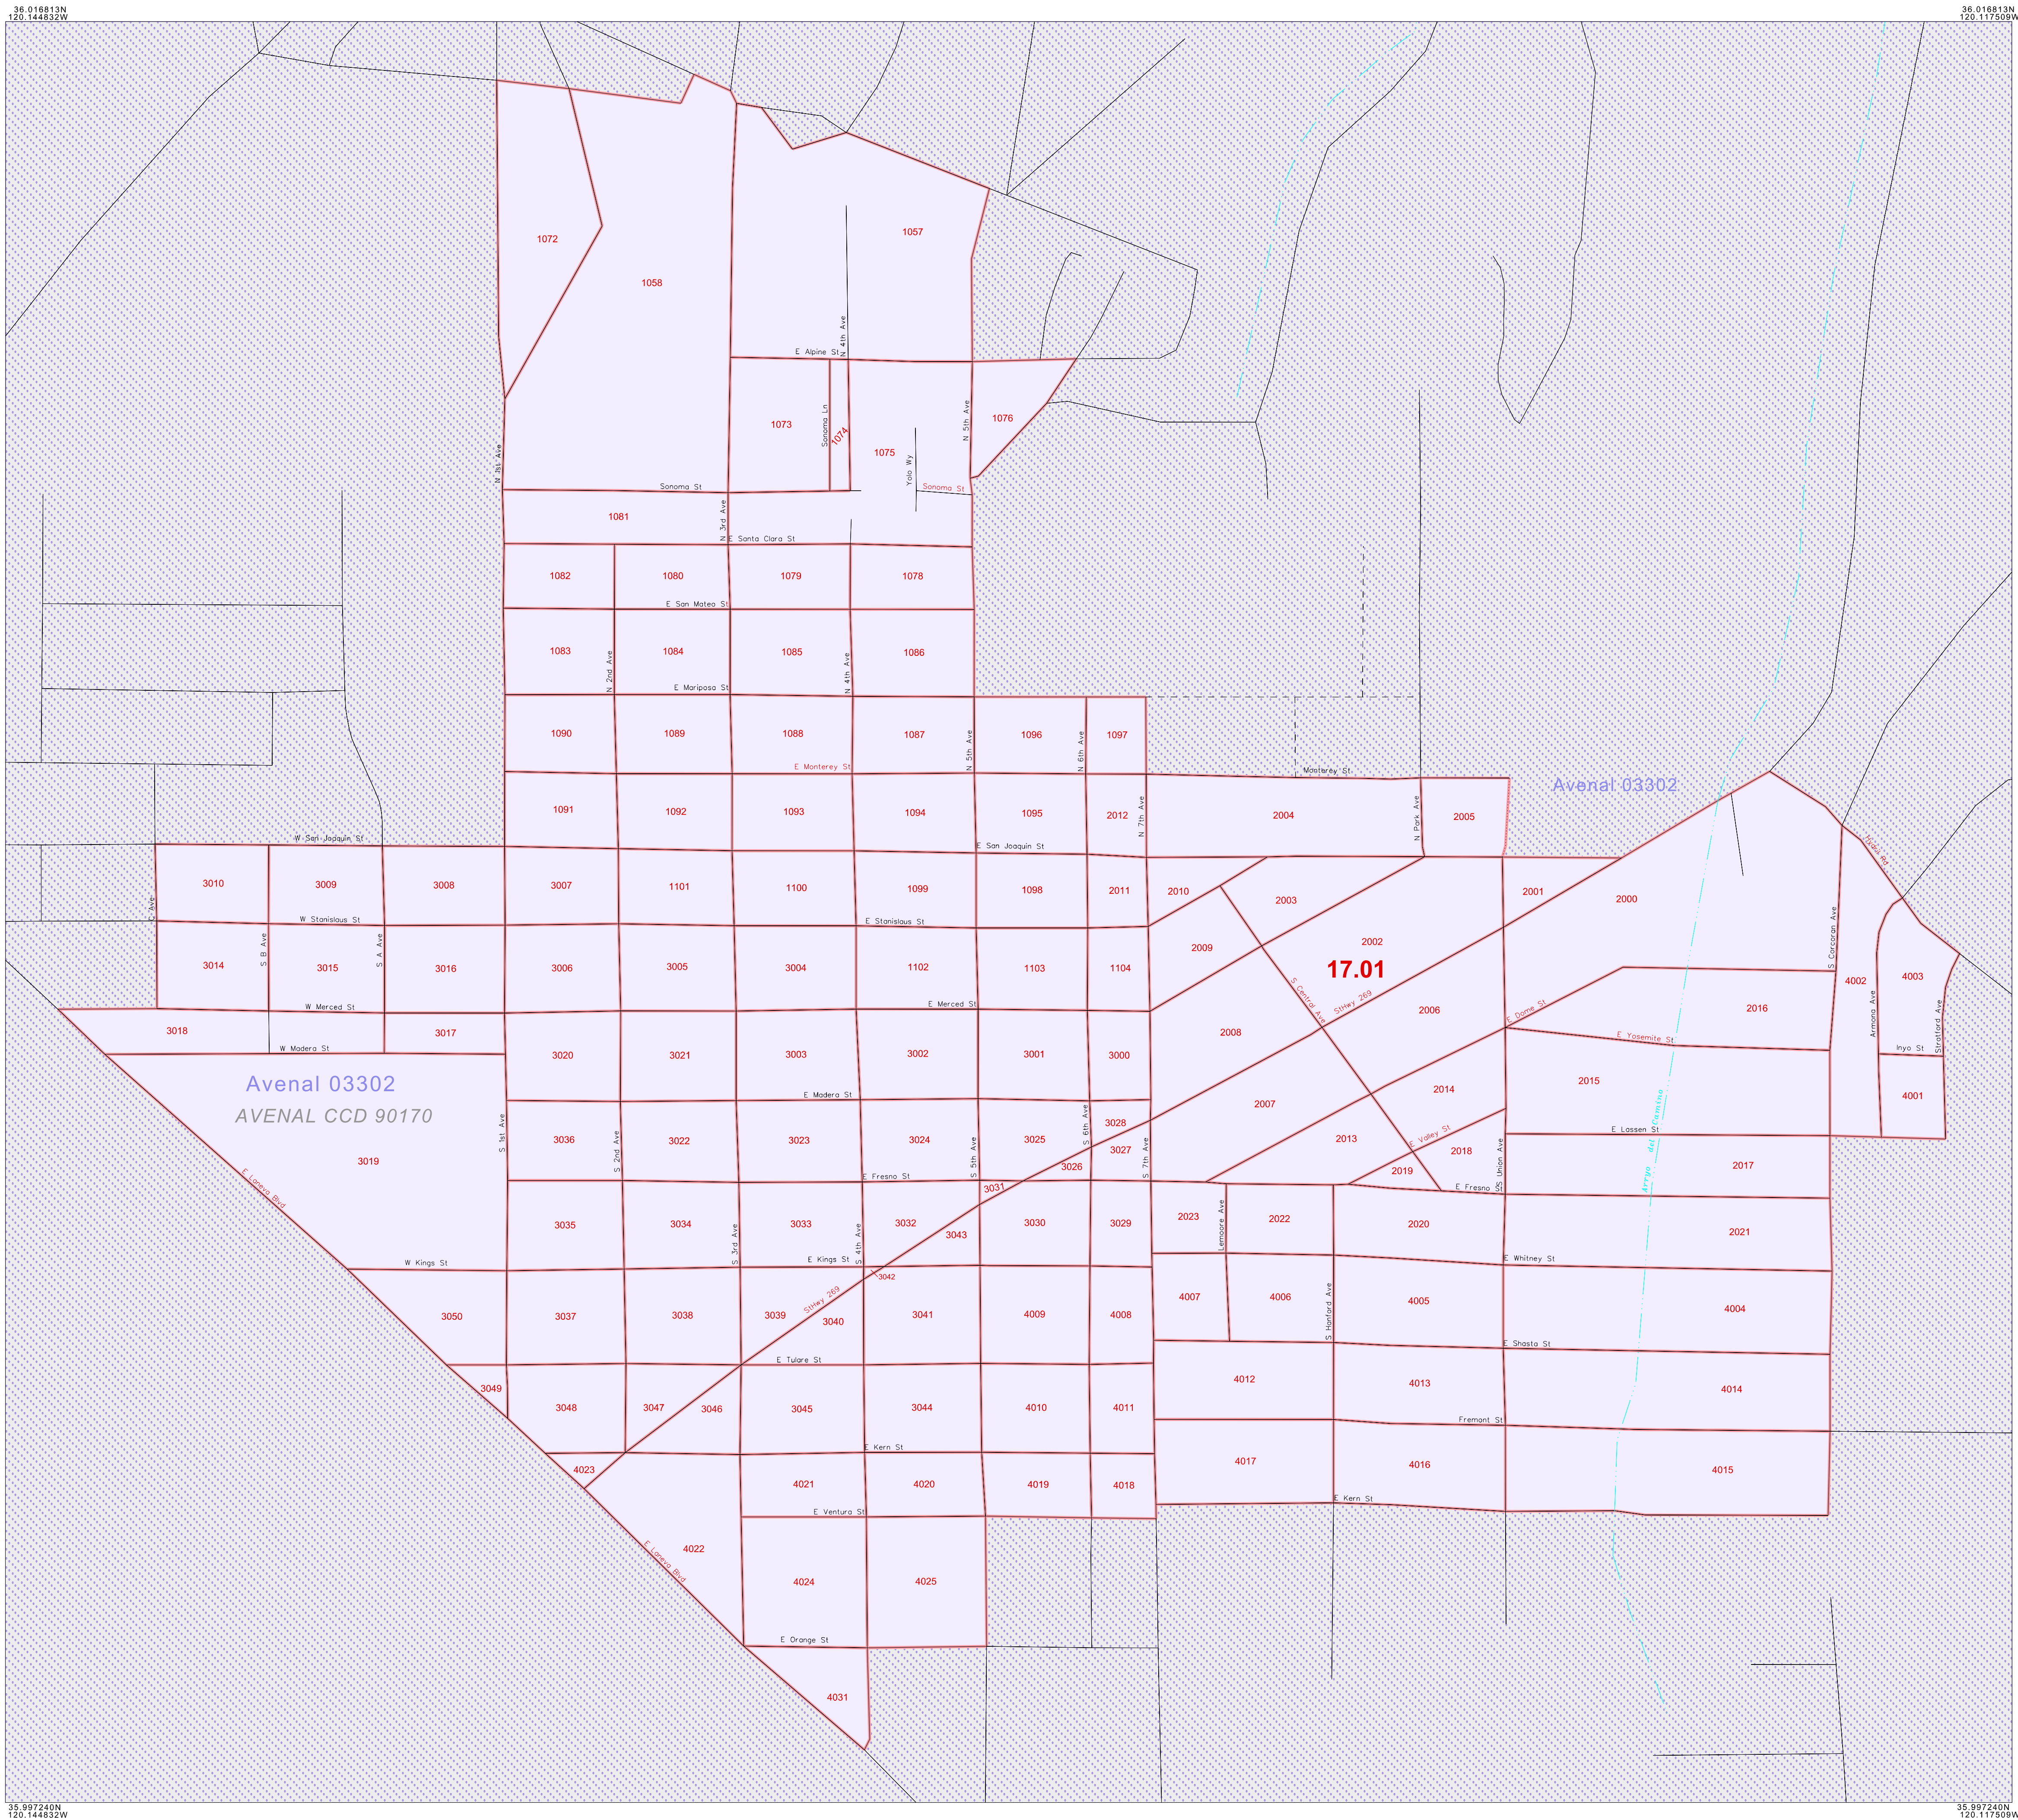 36.016813N
120.144832W
36.016813N
120.117509W
1072
1057
1058
N 4th Ave
E Alpine St
1073
Sonoma Ln
1074
1075
Yolo Wy
N 5th Ave
1076
N 1st Ave
Sonoma St
Sonoma St
1081
N 3rd Ave
E Santa Clara St
1082
1080
1079
1078
E San Mateo St
1083
N 2nd Ave
1084
1085
N 4th Ave
1086
E Mariposa St
1090
1089
1088
1087
N 5th Ave
1096
N 6th Ave
1097
E Monterey St
Monterey St
Avenal 03302
1091
1092
1093
1094
1095
2012
N 7th Ave
2004
N Park Ave
2005
W San Joaquin St
E San Joaquin St
Hydril Rd
3010
3009
3008
3007
1101
1100
1099
1098
2011
2010
2003
2001
2000
C Ave
W Stanislaus St
E Stanislaus St
3014
S B Ave
3015
S A Ave
3016
3006
3005
3004
1102
1103
1104
2009
2002
17.01
S Corcoran Ave
4002
4003
S Central Ave
StHwy 269
E Dome St
2016
Armona Ave
Stratford Ave
W Merced St
E Merced St
3018
3017
2008
2006
E Yosemite St
W Madera St
3020
3021
3003
3002
3001
3000
Inyo St
Avenal 03302
AVENAL CCD 90170
E Madera St
2007
2014
2015
4001
Arroyo del Camino
S 1st Ave
3036
S 2nd Ave
3022
3023
3024
3025
S 6th Ave
3028
3027
S 7th Ave
2013
E Valley St
2018
S Union Ave
E Lassen St
3019
S 5th Ave
3026
2019
2017
E Laneva Blvd
E Fresno St
E Fresno St
3031
3035
3034
S 3rd Ave
3033
S 4th Ave
3032
3043
3030
3029
2023
Lemoore Ave
2022
2020
2021
W Kings St
E Kings St
E Whitney St
3042
3050
3037
3038
3039
StHwy 269
3040
3041
4009
4008
4007
4006
S Hanford Ave
4005
4004
E Tulare St
E Shasta St
3049
3048
3047
3046
3045
3044
4010
4011
4012
4013
4014
Fremont St
E Kern St
4023
4021
4020
4019
4018
4017
4016
4015
E Ventura St
E Kern St
E Laneva Blvd
4022
4024
4025
E Orange St
4031
35.997240N
120.144832W
35.997240N
120.117509W